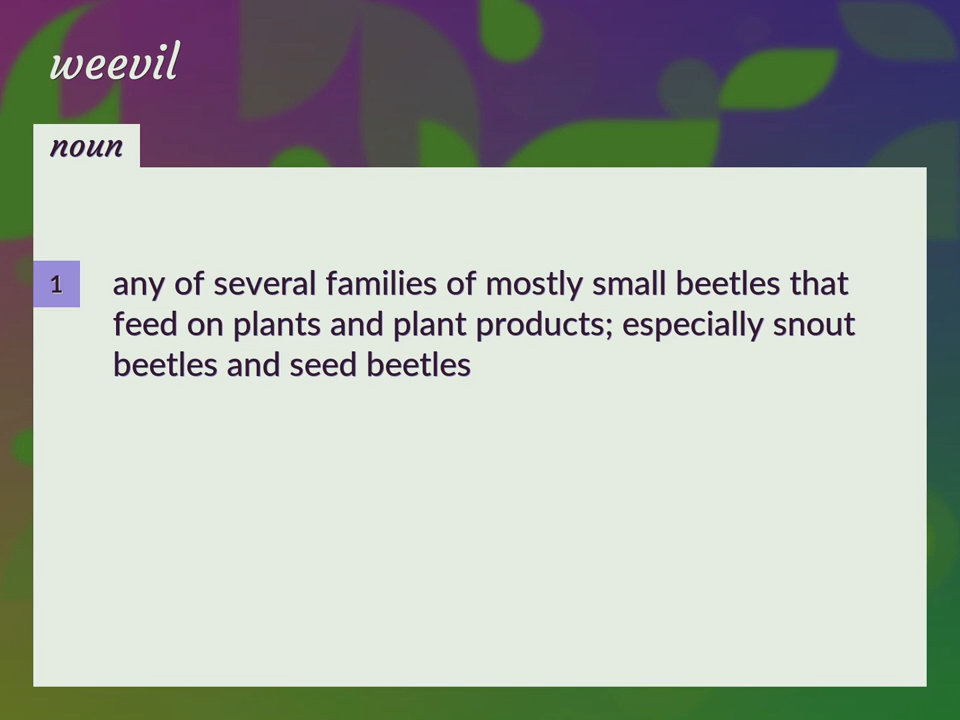 weevil
noun
1
any of several families of mostly small beetles that
feed on plants and plant products; especially snout
beetles and seed beetles